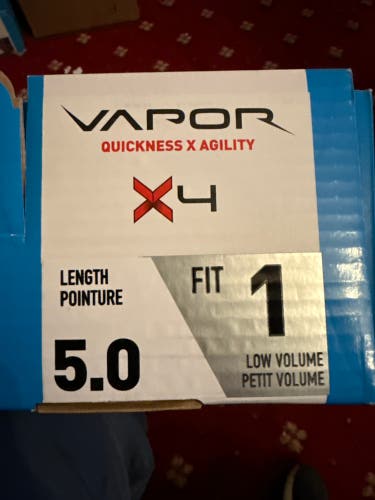 VAPOR
QUICKNESS X AGILITY
X4
LENGTH
POINTURE
5.0
FIT 1
LOW VOLUME
PETIT VOLUME